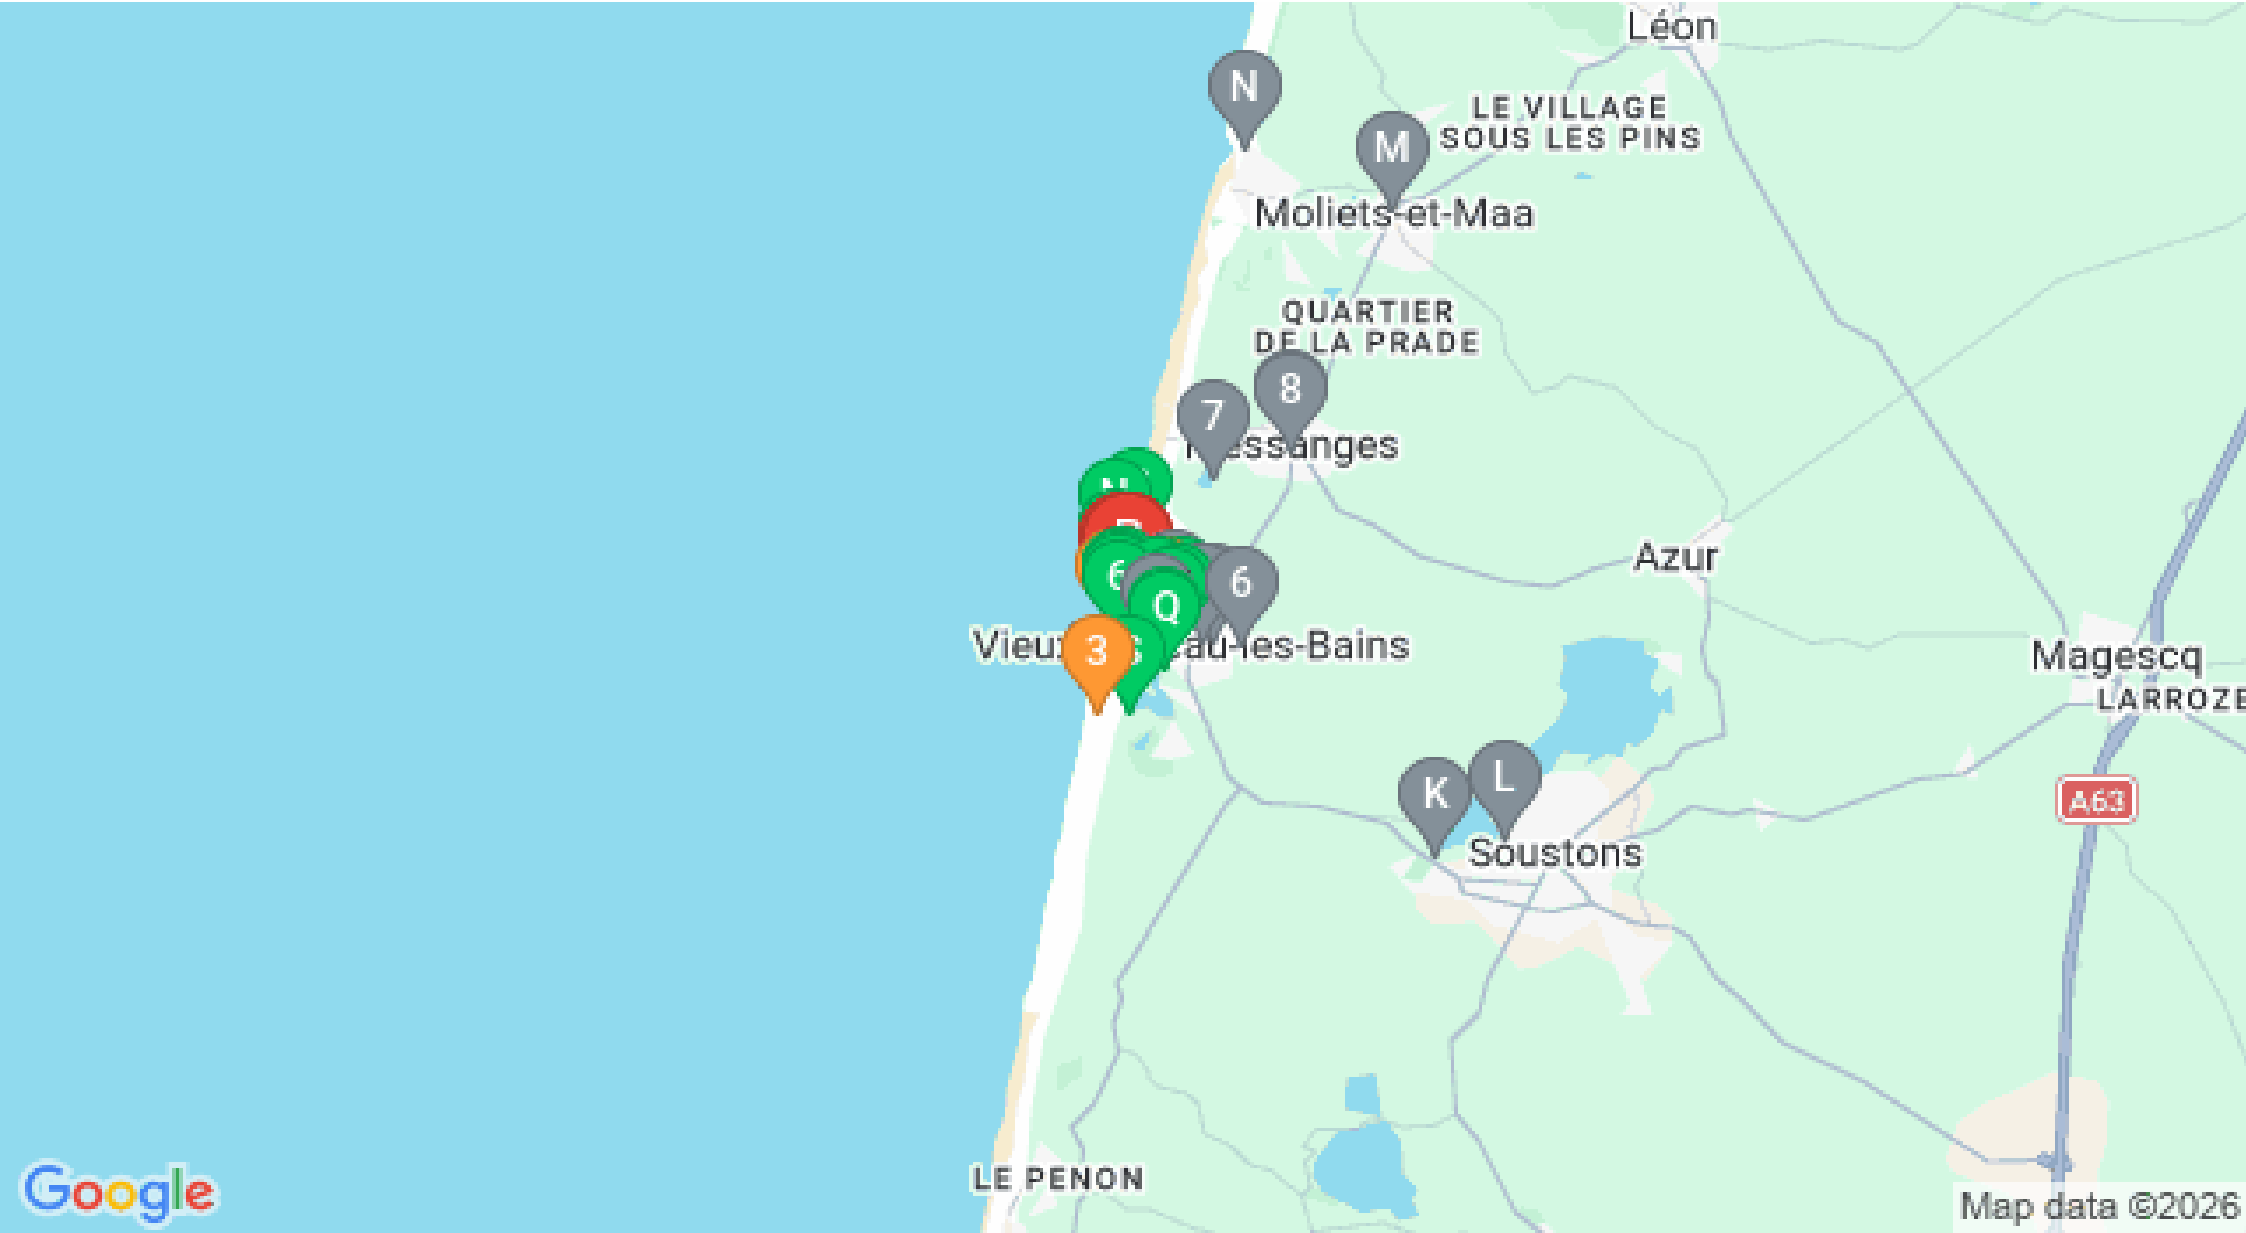 Léon
N
LE VILLAGE
SOUS LES PINS
M
Moliets-et-Maa
QUARTIER
DE LA PRADE
8
7
Azur
6
Q
3
Magescq
L
K
A63
Soustons
LE PENON
Google
Map data ©2026